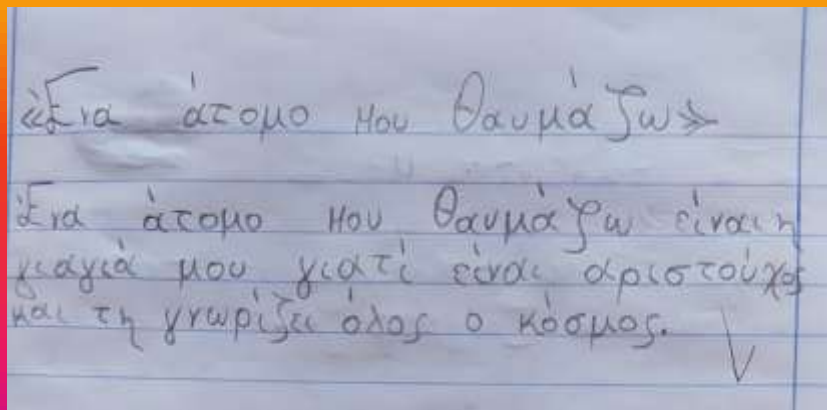 «Ένα άτομο που θαυμάζω»
Ένα άτομο που θαυμάζω είναι η
γιαγιά μου γιατί είναι αριστούχος
και τη γνωρίζει όλος ο κόσμος.